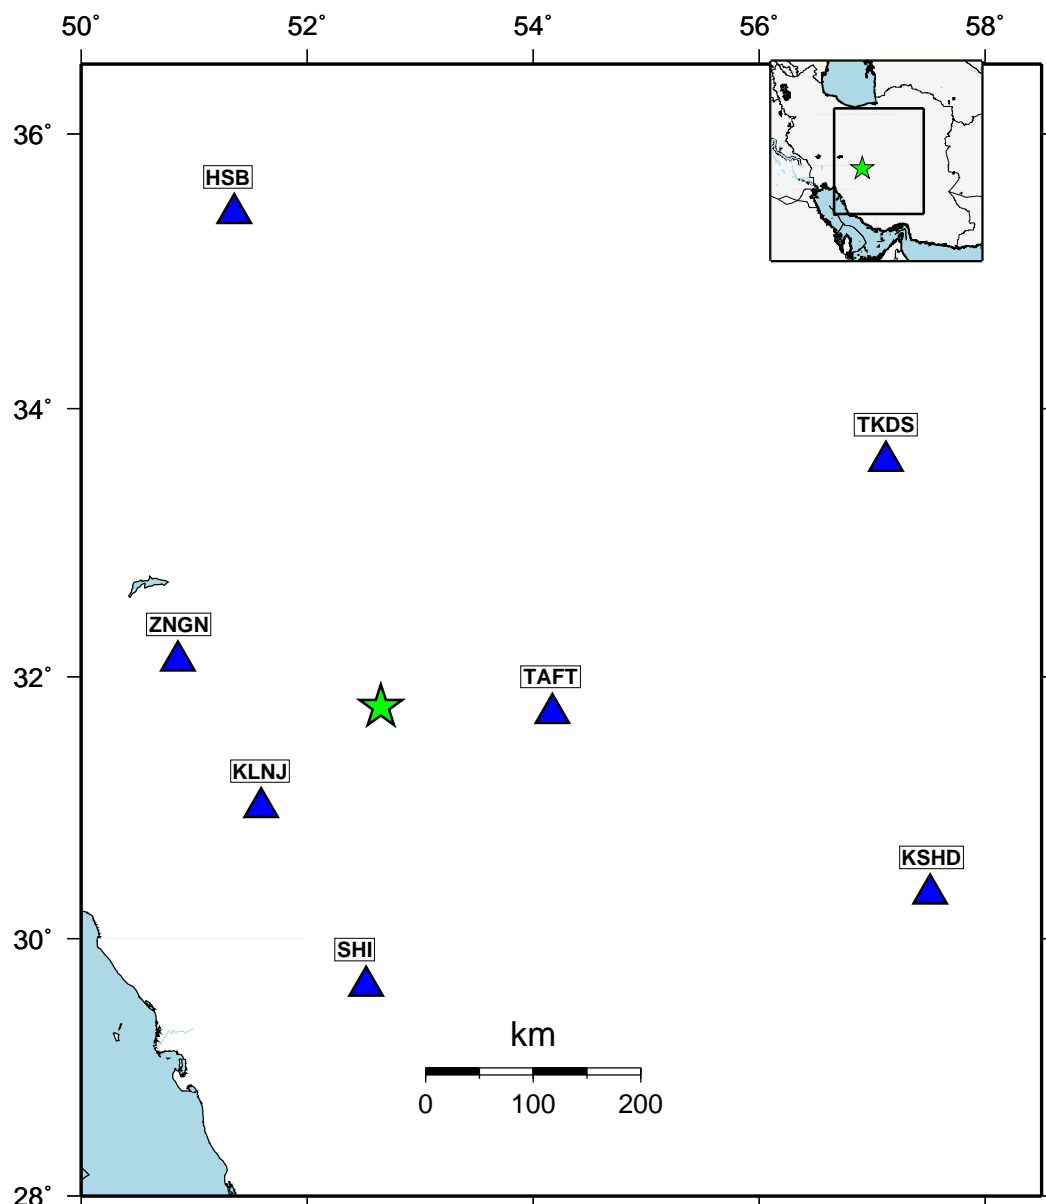 50˚ 52˚ 54˚ 56˚ 58˚
36˚
HSB
34˚
TKDS
ZNGN
32˚
TAFT
KLNJ
KSHD
30˚
SHI
km
0 100 200
28˚